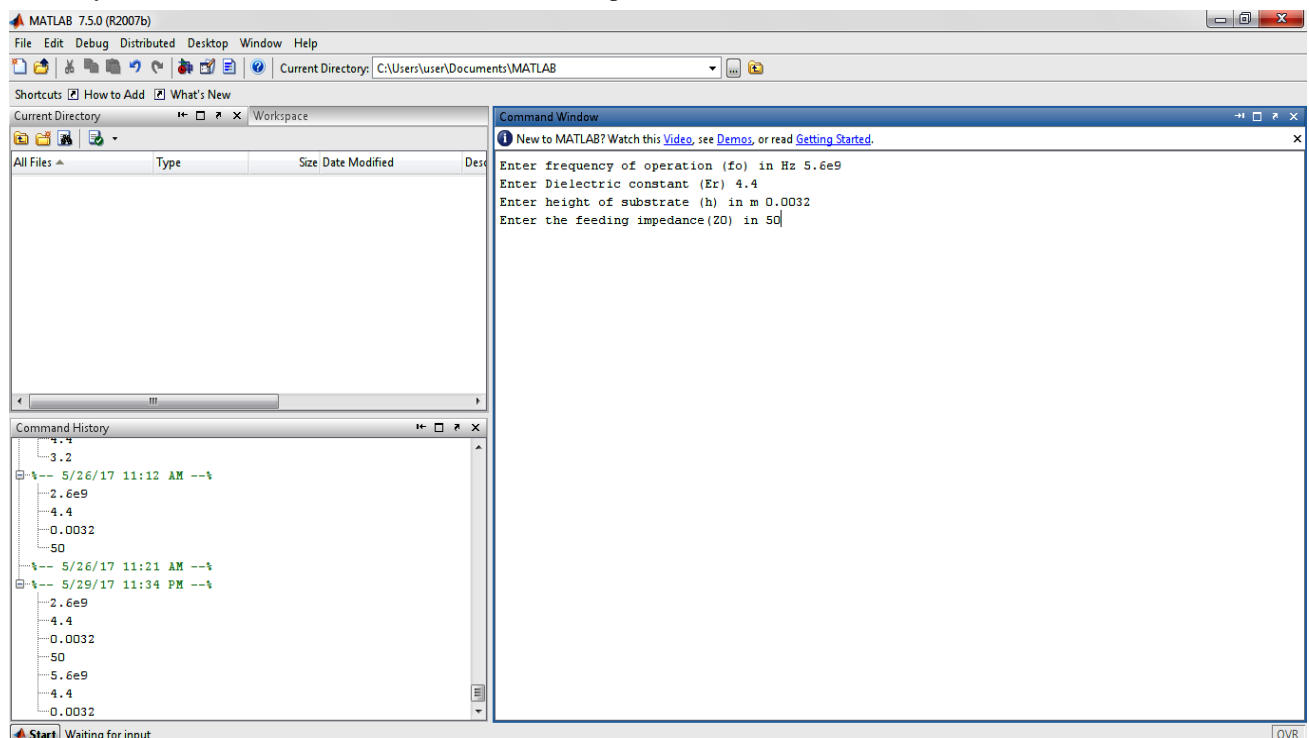 MATLAB 7.5.0 (R2007b)
File Edit Debug Distributed Desktop Window Help
Current Directory: C:\Users\user\Documents\MATLAB
Shortcuts How to Add What's New
Current Directory Workspace
All Files Type Size Date Modified Desc
Command History
4.4
3.2
%-- 5/26/17 11:12 AM --%
2.6e9
4.4
0.0032
50
%-- 5/26/17 11:21 AM --%
%-- 5/29/17 11:34 PM --%
2.6e9
4.4
0.0032
50
5.6e9
4.4
0.0032
Command Window
New to MATLAB? Watch this Video, see Demos, or read Getting Started.
Enter frequency of operation (fo) in Hz 5.6e9
Enter Dielectric constant (Er) 4.4
Enter height of substrate (h) in m 0.0032
Enter the feeding impedance(Z0) in 50
Start Waiting for input
OVR